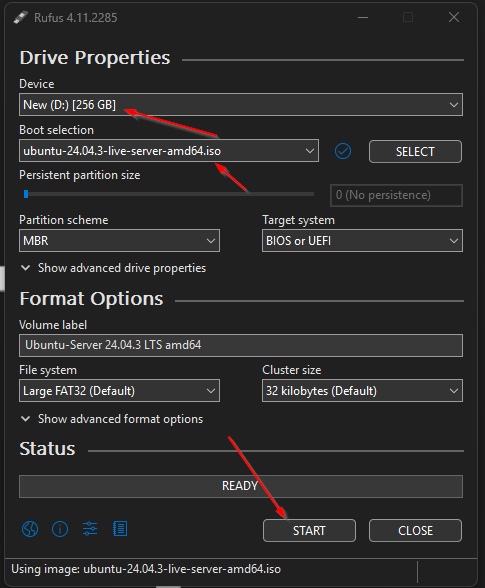 Rufus 4.11.2285
Drive Properties
Device
New (D:) [256 GB]
Boot selection
ubuntu-24.04.3-live-server-amd64.iso
SELECT
Persistent partition size
0 (No persistence)
Partition scheme
Target system
MBR
BIOS or UEFI
Show advanced drive properties
Format Options
Volume label
Ubuntu-Server 24.04.3 LTS amd64
File system
Cluster size
Large FAT32 (Default)
32 kilobytes (Default)
Show advanced format options
Status
READY
START
CLOSE
Using image: ubuntu-24.04.3-live-server-amd64.iso